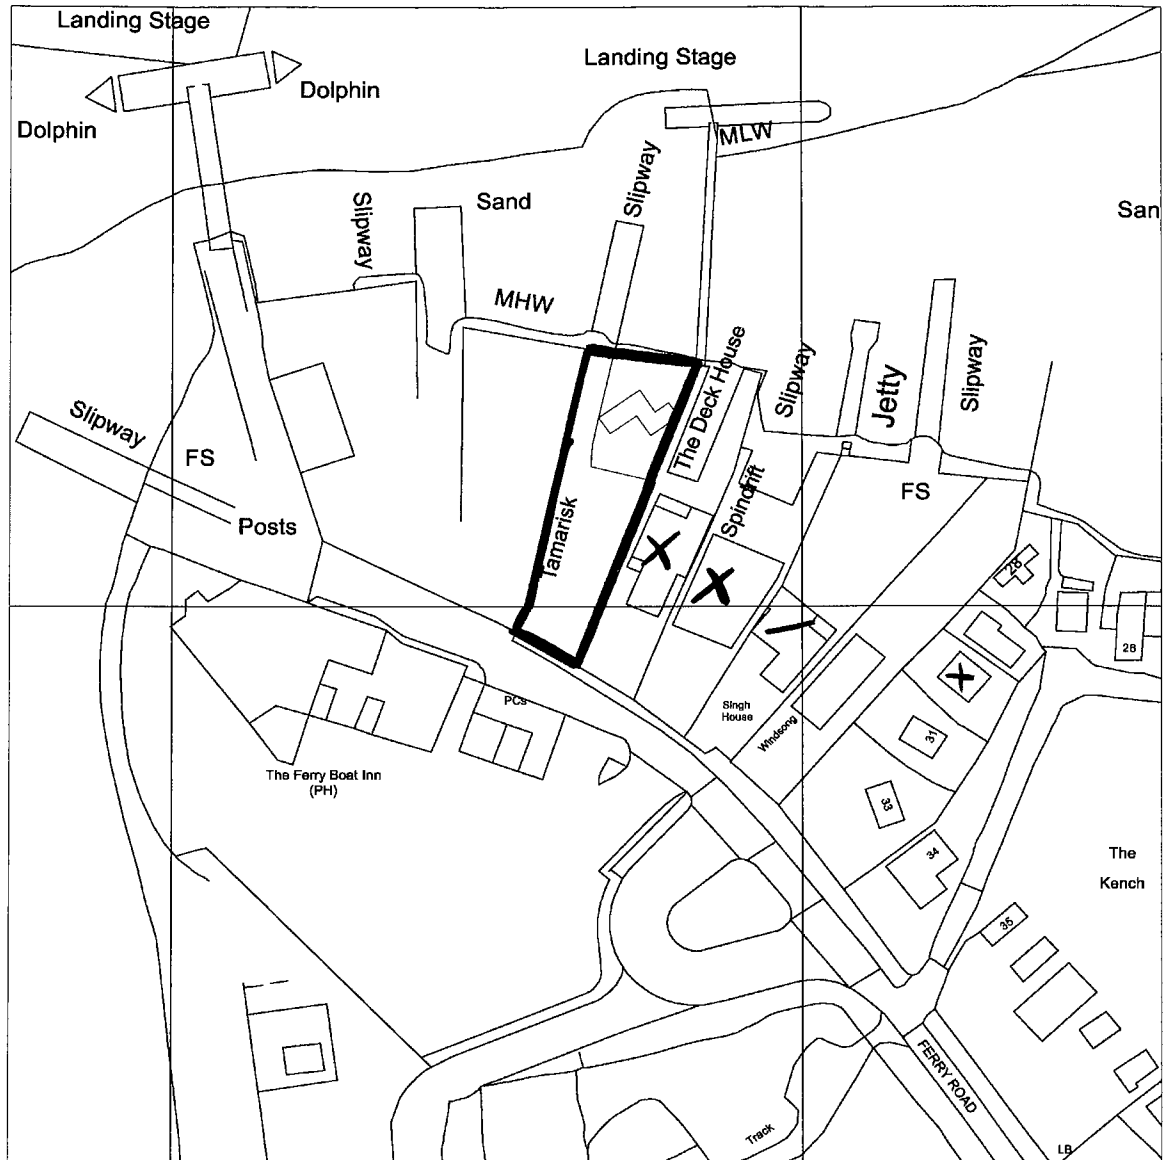 Landing Stage
Landing Stage
Dolphin
Dolphin
MLW
Slipway
Slipway
Sand
San
MHW
The Deck House
Slipway
Jetty
Slipway
Slipway
FS
Posts
Tamarisk
Spindrift
FS
28
26
PCs
Singh
House
Windsong
31
The Ferry Boat Inn
(PH)
33
34
The
Kench
35
FERRY ROAD
Track
LB